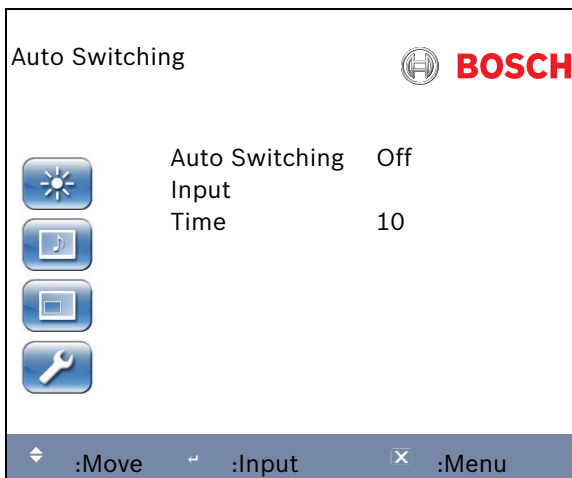 Auto Switching
BOSCH
Auto Switching Off
Input
Time 10
:Move :Input :Menu